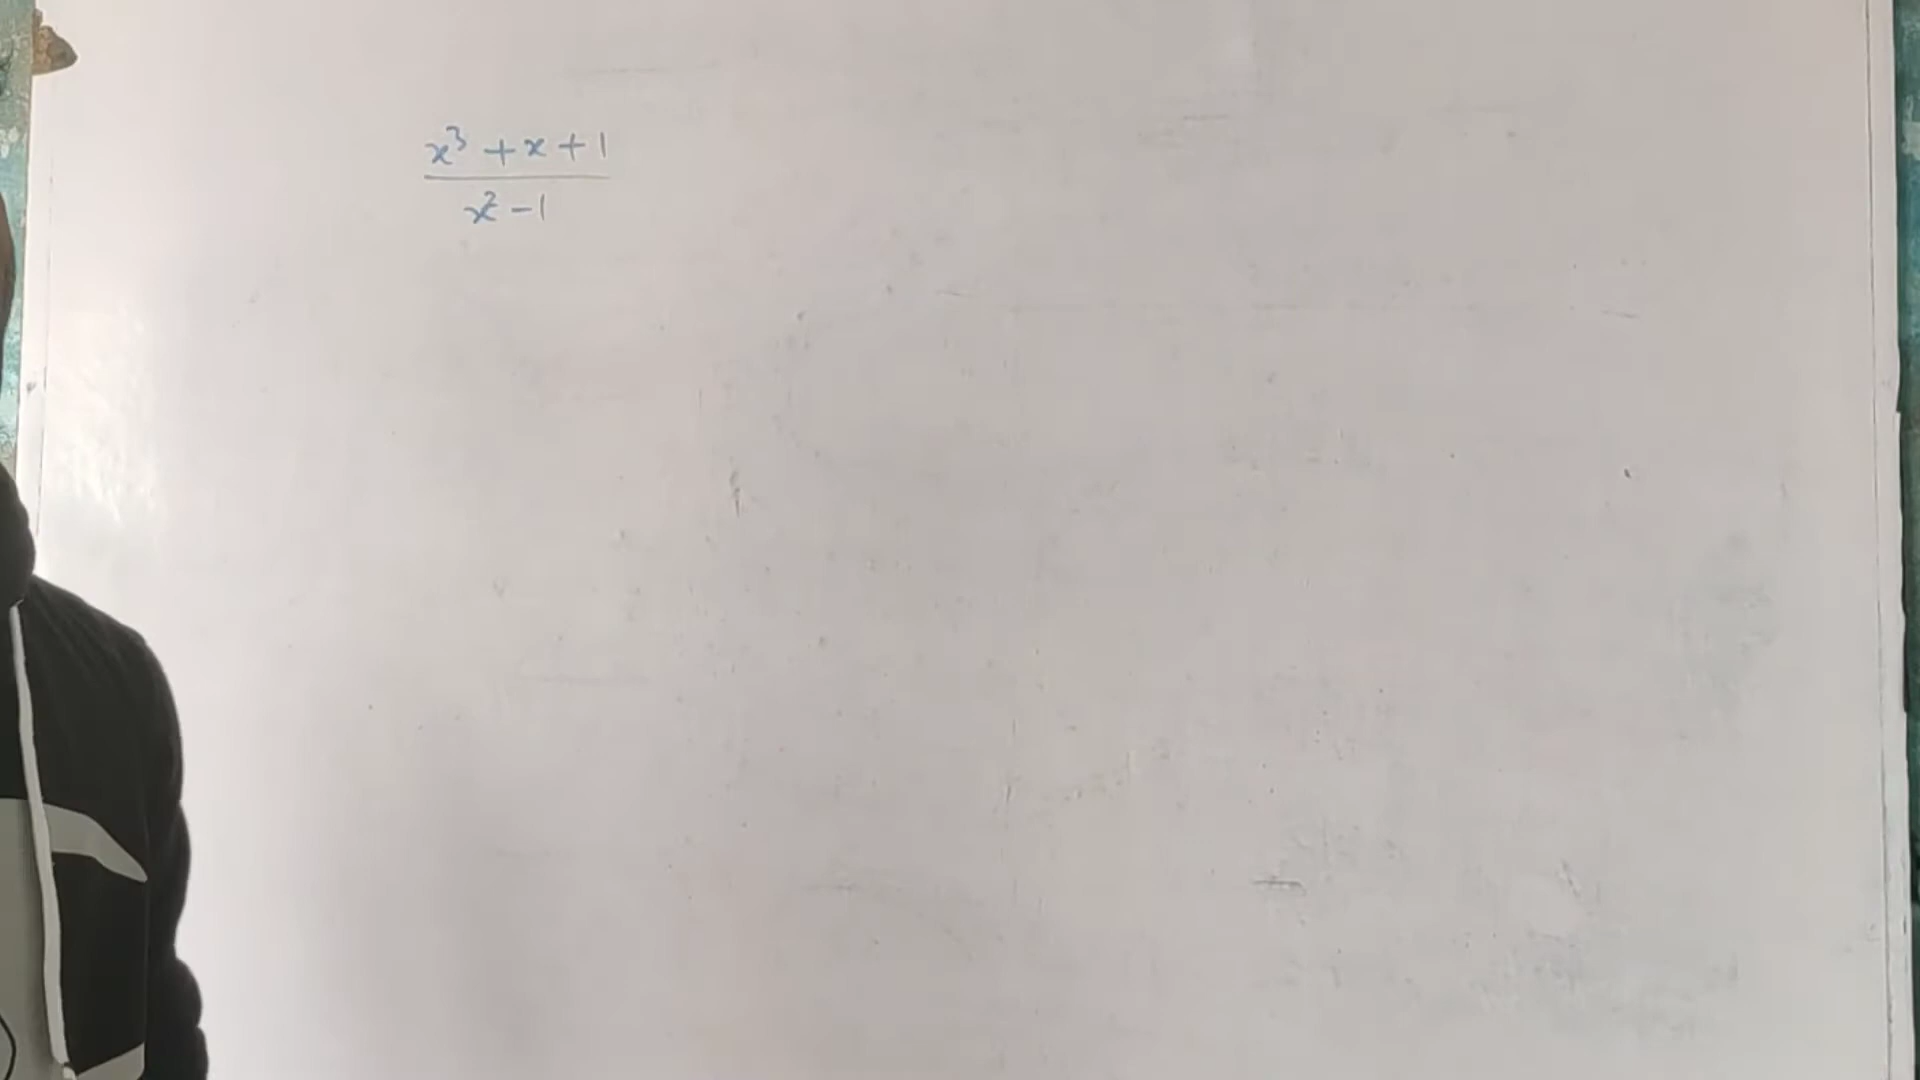 x³ + x + 1
x² - 1